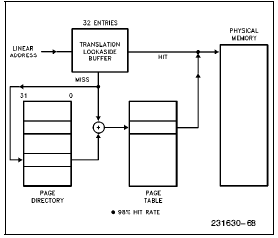 32 ENTRIES
PHYSICAL
MEMORY
LINEAR
ADDRESS
TRANSLATION
LOOKASIDE
BUFFER
HIT
MISS
31 0
+
PAGE
DIRECTORY
PAGE
TABLE
● 98% HIT RATE
231630–68